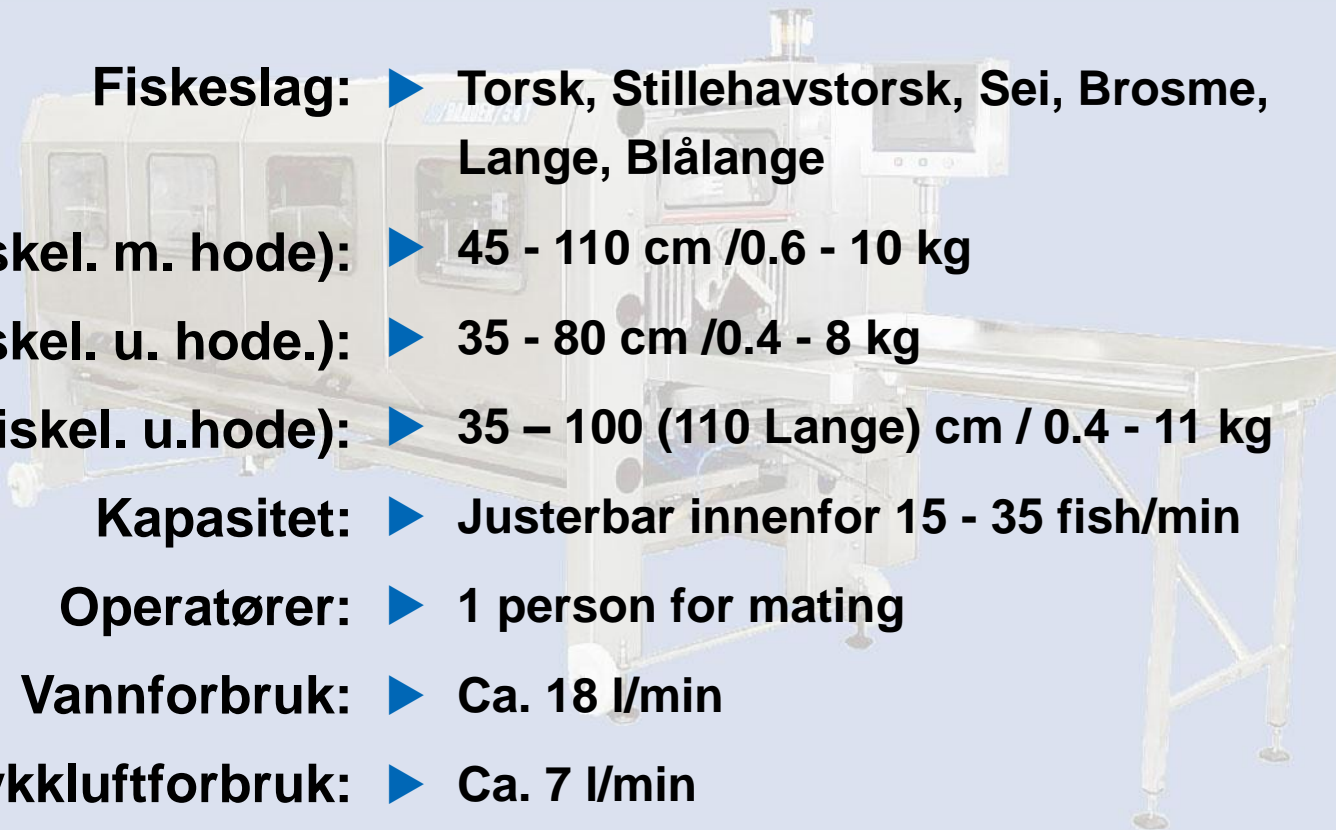 Fiskeslag: ▶ Torsk, Stillehavstorsk, Sei, Brosme,
Lange, Blålange
skel. m. hode): ▶ 45 - 110 cm /0.6 - 10 kg
skel. u. hode.): ▶ 35 - 80 cm /0.4 - 8 kg
iskel. u.hode): ▶ 35 – 100 (110 Lange) cm / 0.4 - 11 kg
Kapasitet: ▶ Justerbar innenfor 15 - 35 fish/min
Operatører: ▶ 1 person for mating
Vannforbruk: ▶ Ca. 18 l/min
ykkluftforbruk: ▶ Ca. 7 l/min